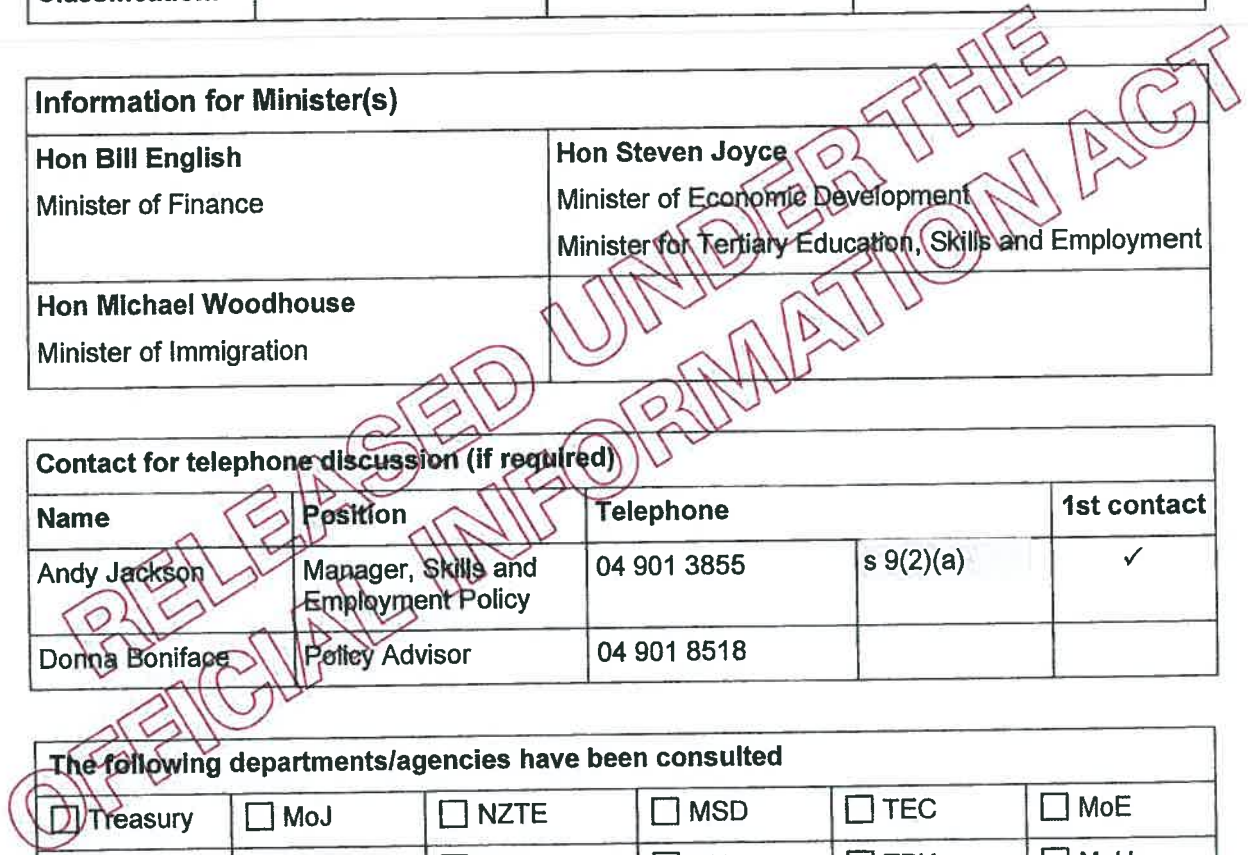 Information for Minister(s)
Hon Bill English
Minister of Finance
Hon Steven Joyce
Minister of Economic Development
Minister for Tertiary Education, Skills and Employment
Hon Michael Woodhouse
Minister of Immigration
Contact for telephone discussion (if required)
Name Position Telephone 1st contact
Andy Jackson Manager, Skills and Employment Policy 04 901 3855 s 9(2)(a) ✓
Donna Boniface Policy Advisor 04 901 8518
The following departments/agencies have been consulted
☐ Treasury ☐ MoJ ☐ NZTE ☐ MSD ☐ TEC ☐ MoE
RELEASED UNDER THE
OFFICIAL INFORMATION ACT